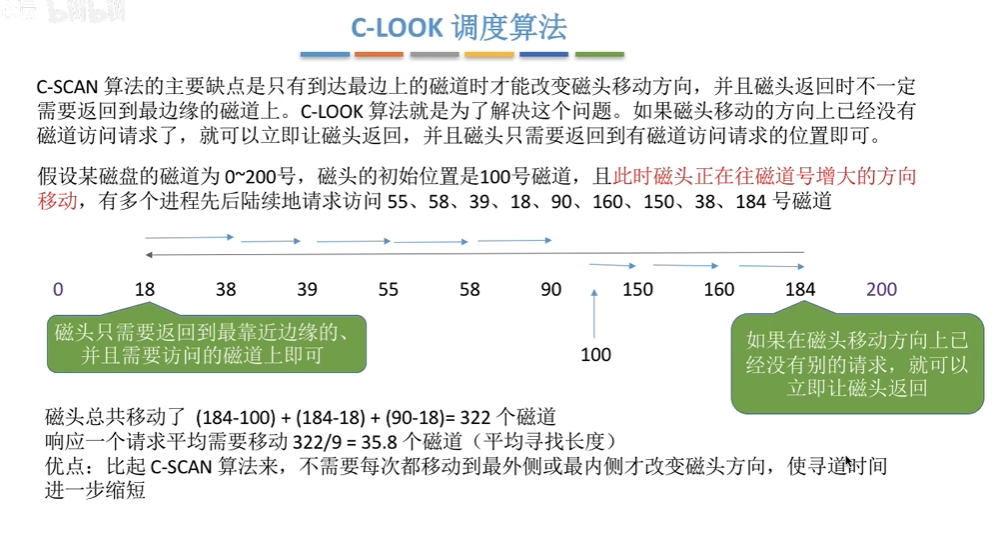 C-LOOK 调度算法
C-SCAN 算法的主要缺点是只有到达最边上的磁道时才能改变磁头移动方向，并且磁头返回时不一定
需要返回到最边缘的磁道上。C-LOOK 算法就是为了解决这个问题。如果磁头移动的方向上已经没有
磁道访问请求了，就可以立即让磁头返回，并且磁头只需要返回到有磁道访问请求的位置即可。
假设某磁盘的磁道为 0~200号，磁头的初始位置是100号磁道，且此时磁头正在往磁道号增大的方向
移动，有多个进程先后陆续地请求访问 55、58、39、18、90、160、150、38、184 号磁道
0 18 38 39 55 58 90 150 160 184 200
100
磁头只需要返回到最靠近边缘的、
并且需要访问的磁道上即可
如果在磁头移动方向上已
经没有别的请求，就可以
立即让磁头返回
磁头总共移动了 (184-100) + (184-18) + (90-18)= 322 个磁道
响应一个请求平均需要移动 322/9 = 35.8 个磁道（平均寻找长度）
优点：比起 C-SCAN 算法来，不需要每次都移动到最外侧或最内侧才改变磁头方向，使寻道时间
进一步缩短